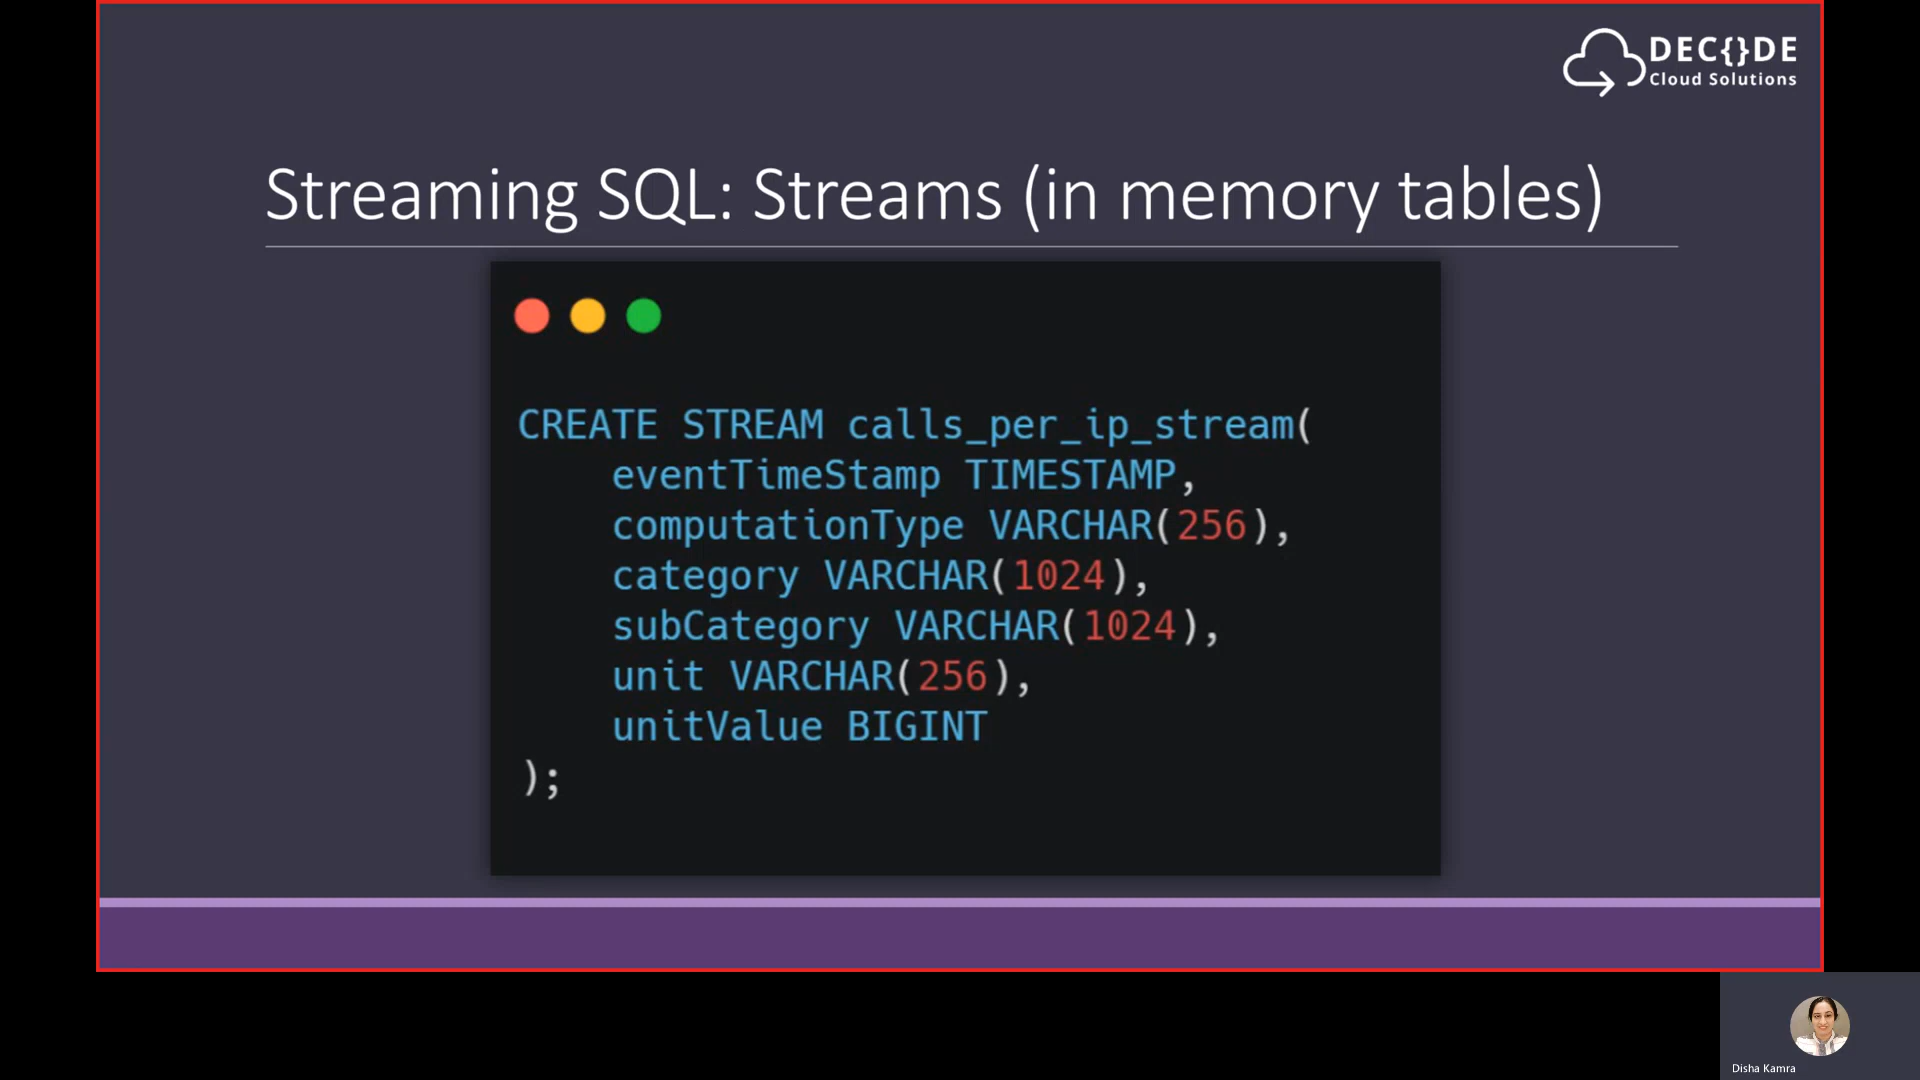 DEC{}DE
Cloud Solutions
Streaming SQL: Streams (in memory tables)
CREATE STREAM calls_per_ip_stream(
    eventTimeStamp TIMESTAMP,
    computationType VARCHAR(256),
    category VARCHAR(1024),
    subCategory VARCHAR(1024),
    unit VARCHAR(256),
    unitValue BIGINT
);
Disha Kamra